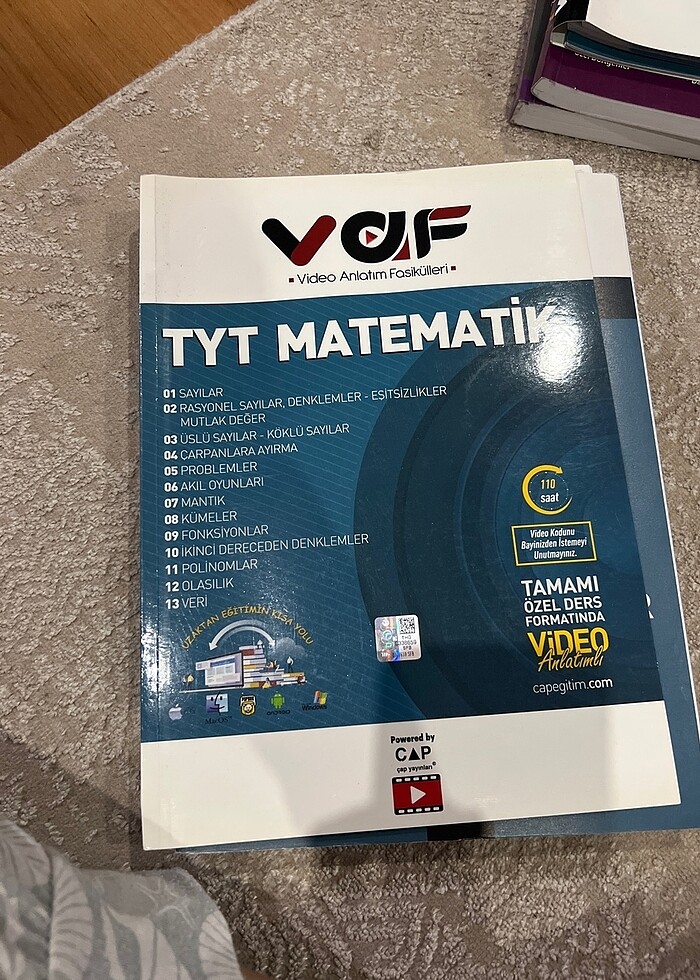 VAF
Video Anlatım Fasikülleri
TYT MATEMATİK
01 SAYILAR
02 RASYONEL SAYILAR, DENKLEMLER - EŞİTSİZLİKLER
MUTLAK DEĞER
03 ÜSLÜ SAYILAR - KÖKLÜ SAYILAR
04 ÇARPANLARA AYIRMA
05 PROBLEMLER
06 AKIL OYUNLARI
07 MANTIK
08 KÜMELER
09 FONKSİYONLAR
10 İKİNCİ DERECEDEN DENKLEMLER
11 POLİNOMLAR
12 OLASILIK
13 VERİ
110
saat
Video Kodunu
Bayinizden İstemeyi
Unutmayınız.
TAMAMI
ÖZEL DERS
FORMATINDA
VİDEO
Anlatımlı
capegitim.com
UZAKTAN EĞİTİMİN KISA YOLU
MacOS
android
Windows
Powered by
ÇAP
çap yayınları
R